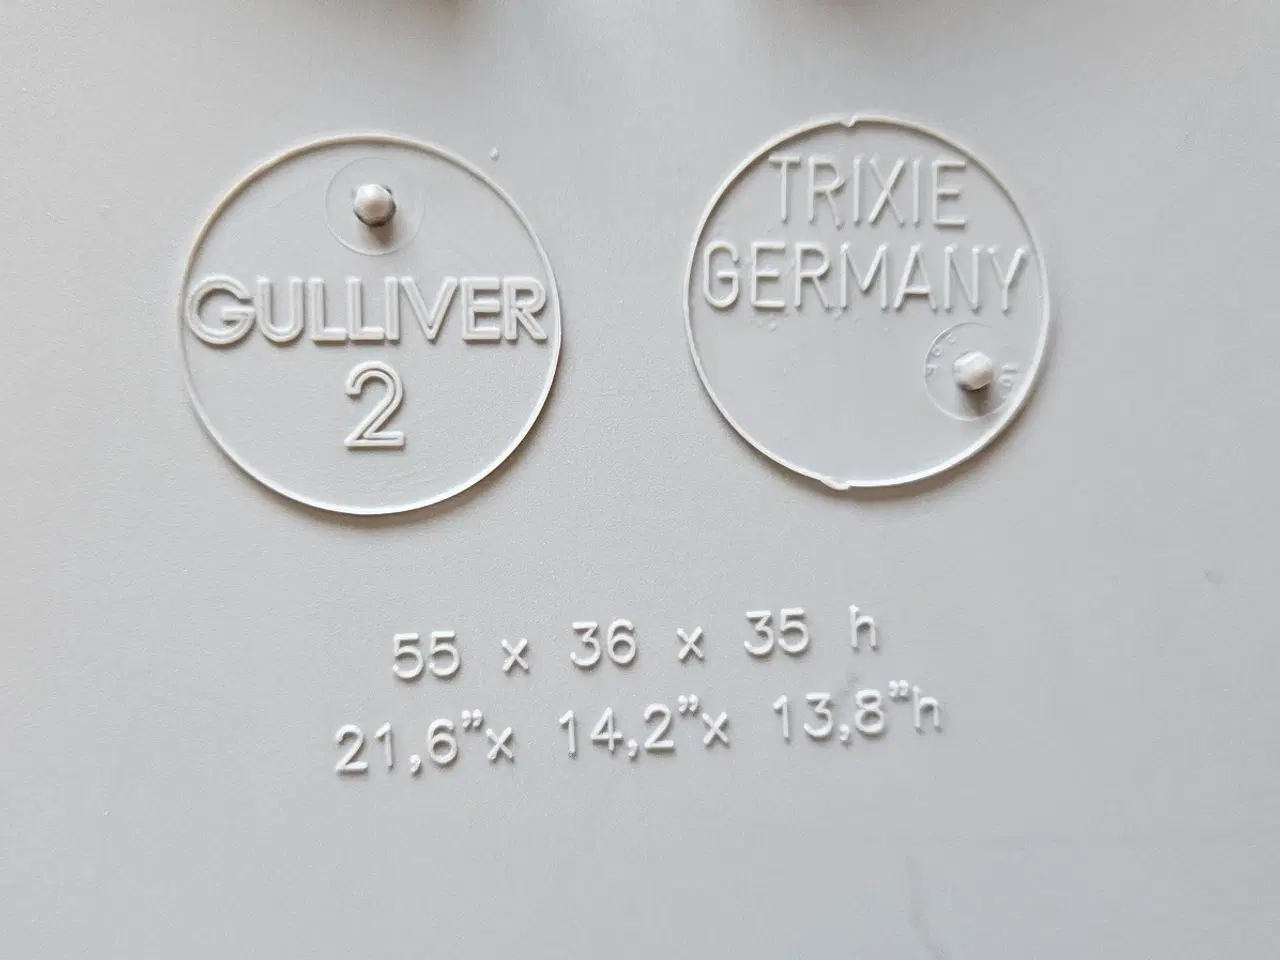 GULLIVER
2
TRIXIE
GERMANY
55 x 36 x 35 h
21,6”x 14,2”x 13,8”h